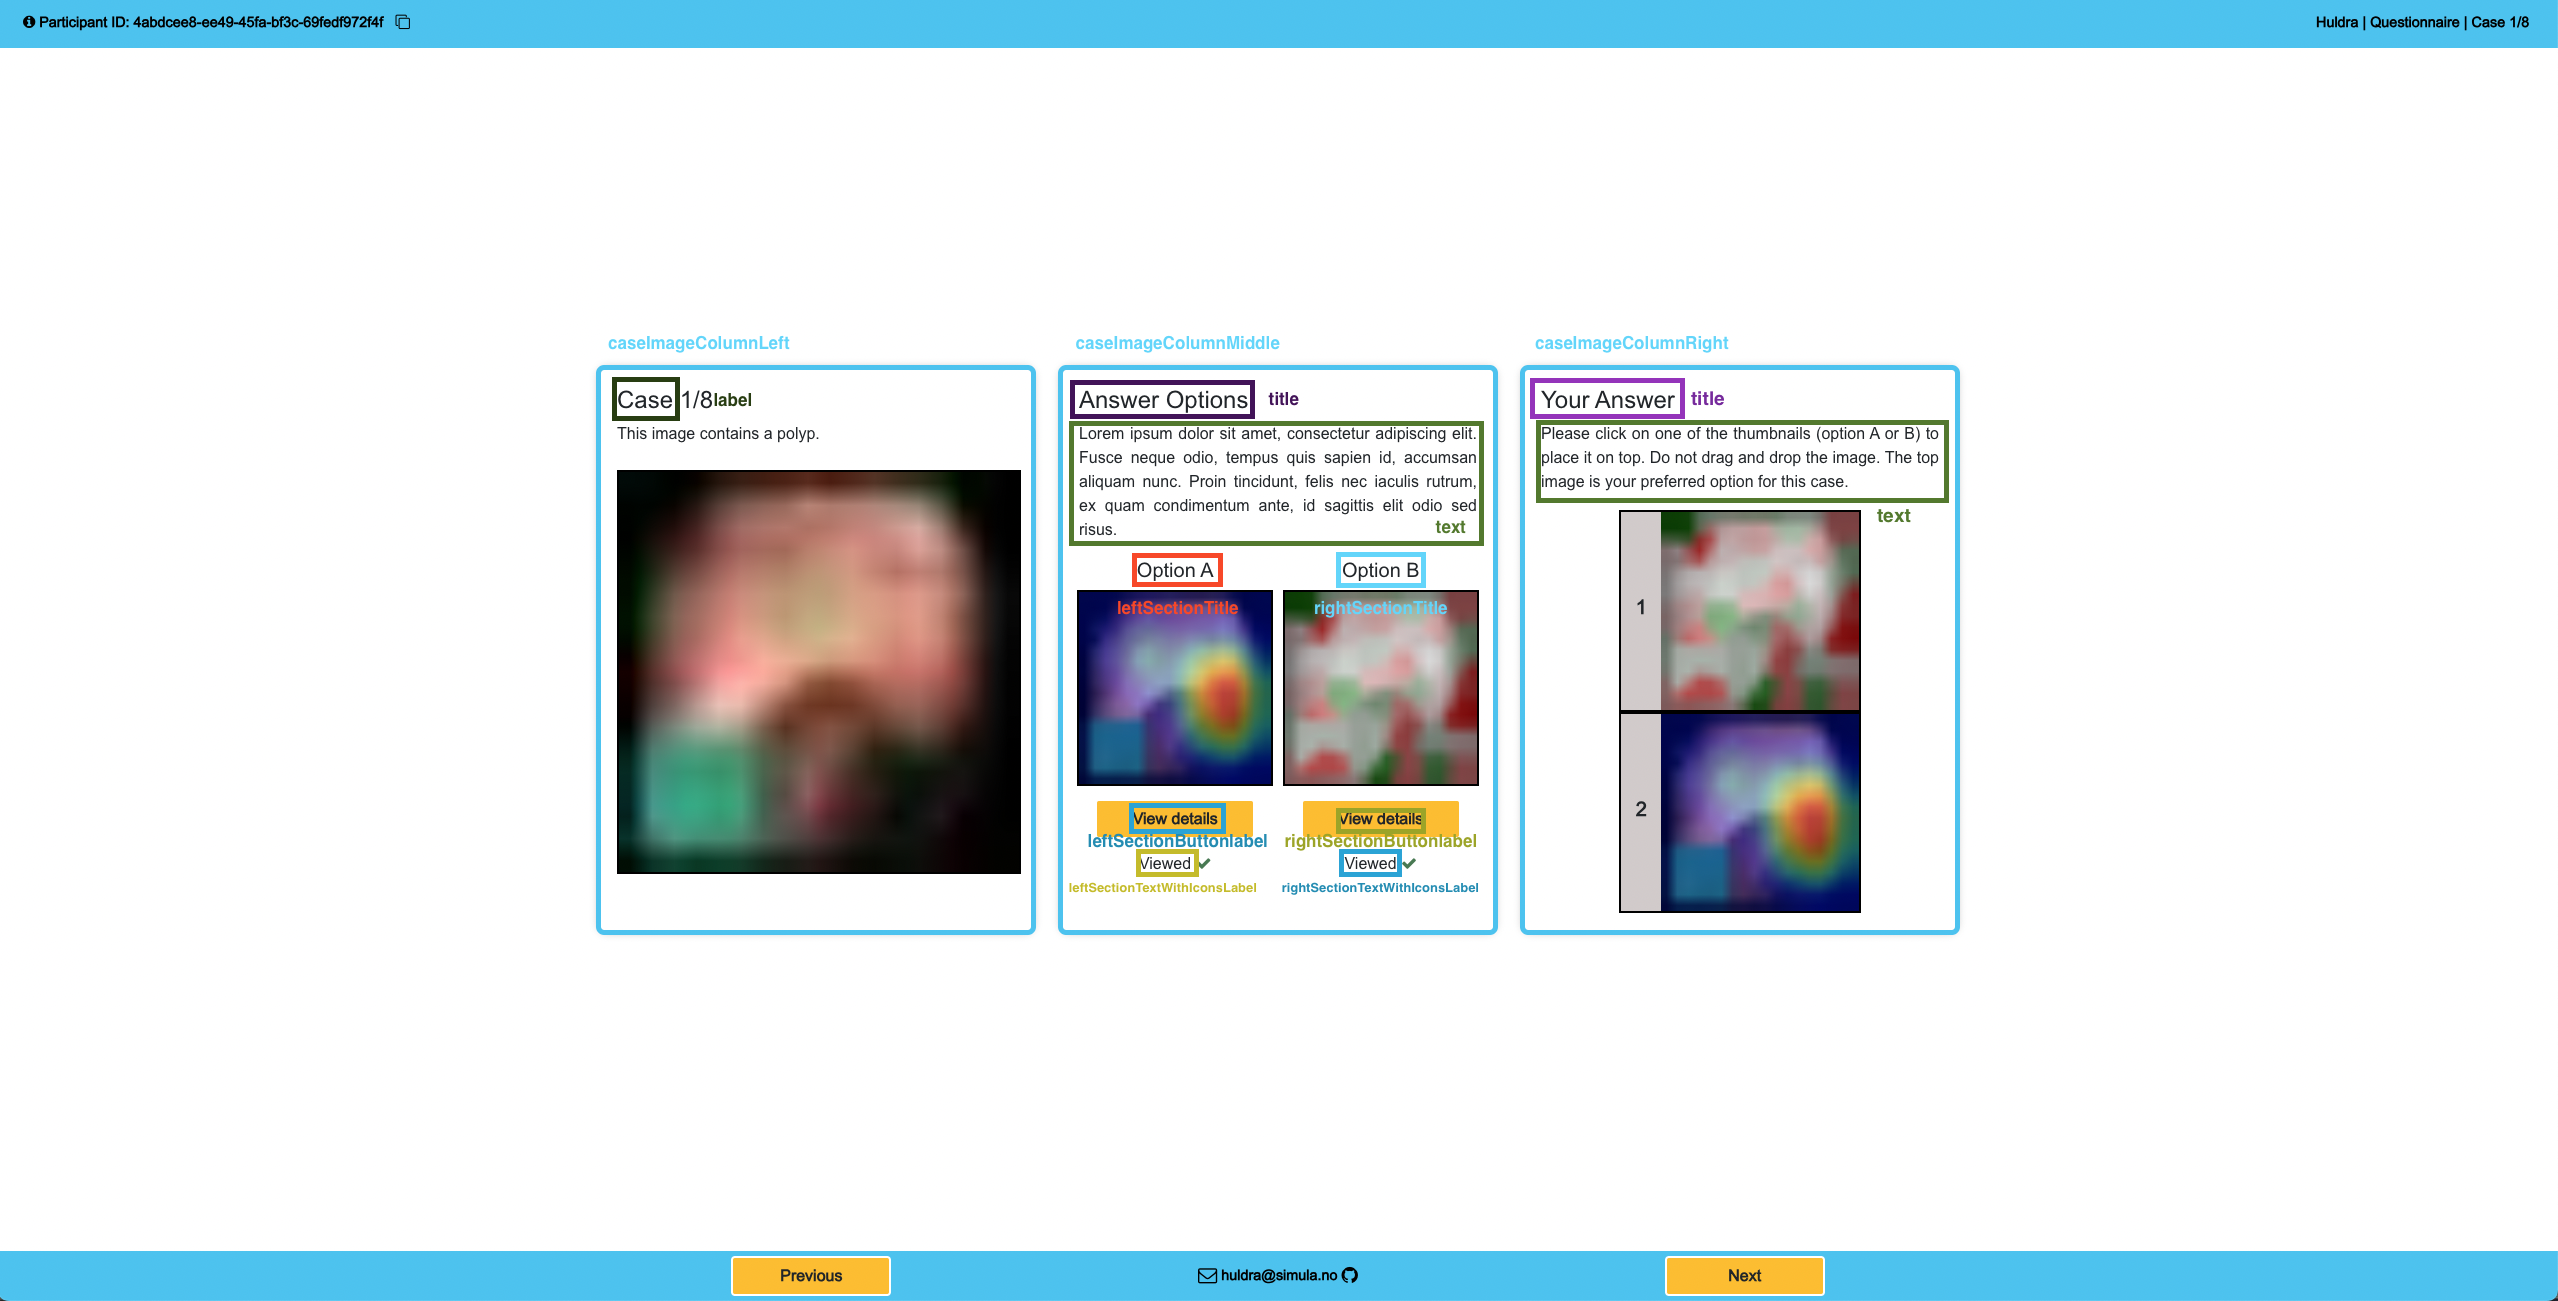 Participant ID: 4abdcee8-ee49-45fa-bf3c-69fedf972f4f
Huldra | Questionnaire | Case 1/8
caseImageColumnLeft
Case 1/8 label
This image contains a polyp.
caseImageColumnMiddle
Answer Options title
Lorem ipsum dolor sit amet, consectetur adipiscing elit.
Fusce neque odio, tempus quis sapien id, accumsan
aliquam nunc. Proin tincidunt, felis nec iaculis rutrum,
ex quam condimentum ante, id sagittis elit odio sed
risus.
text
Option A
Option B
leftSectionTitle
rightSectionTitle
View details
View details
leftSectionButtonlabel
rightSectionButtonlabel
Viewed
Viewed
leftSectionTextWithIconsLabel
rightSectionTextWithIconsLabel
caseImageColumnRight
Your Answer title
Please click on one of the thumbnails (option A or B) to
place it on top. Do not drag and drop the image. The top
image is your preferred option for this case.
text
1
2
Previous
huldra@simula.no
Next